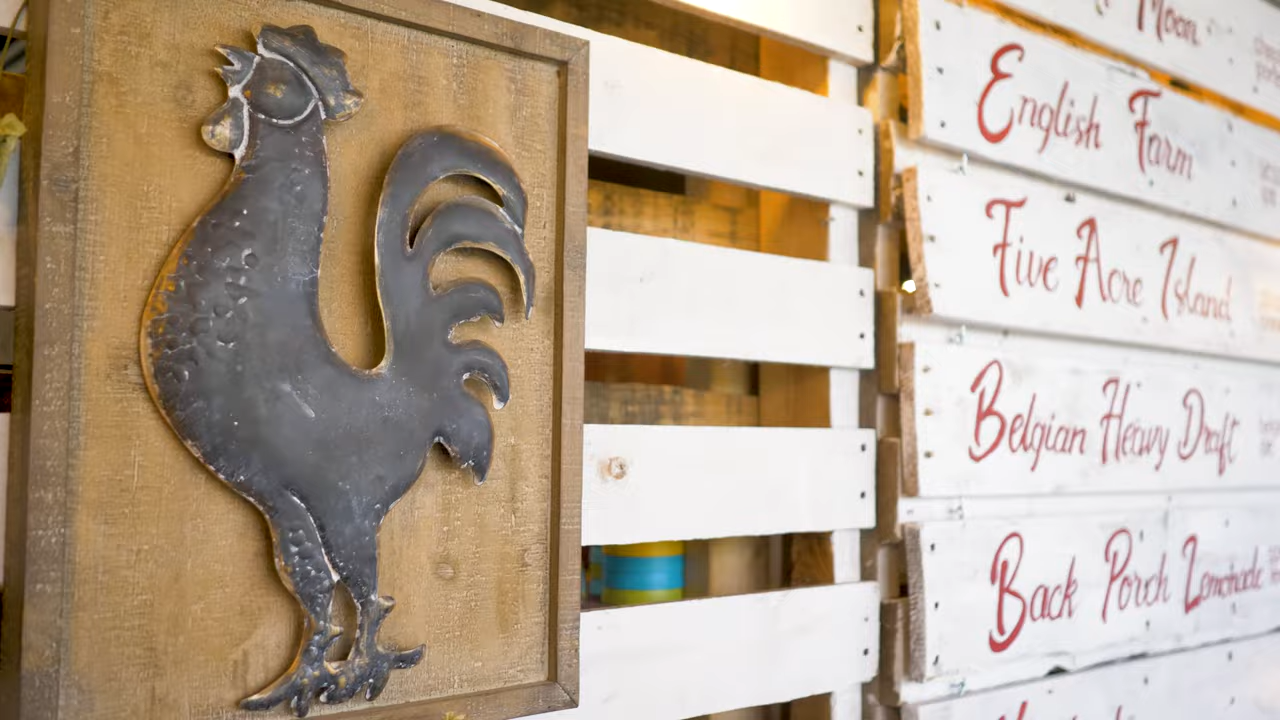 Moon
English Farm
Five Acre Island
Belgian Heavy Draft
Back Porch Lemonade